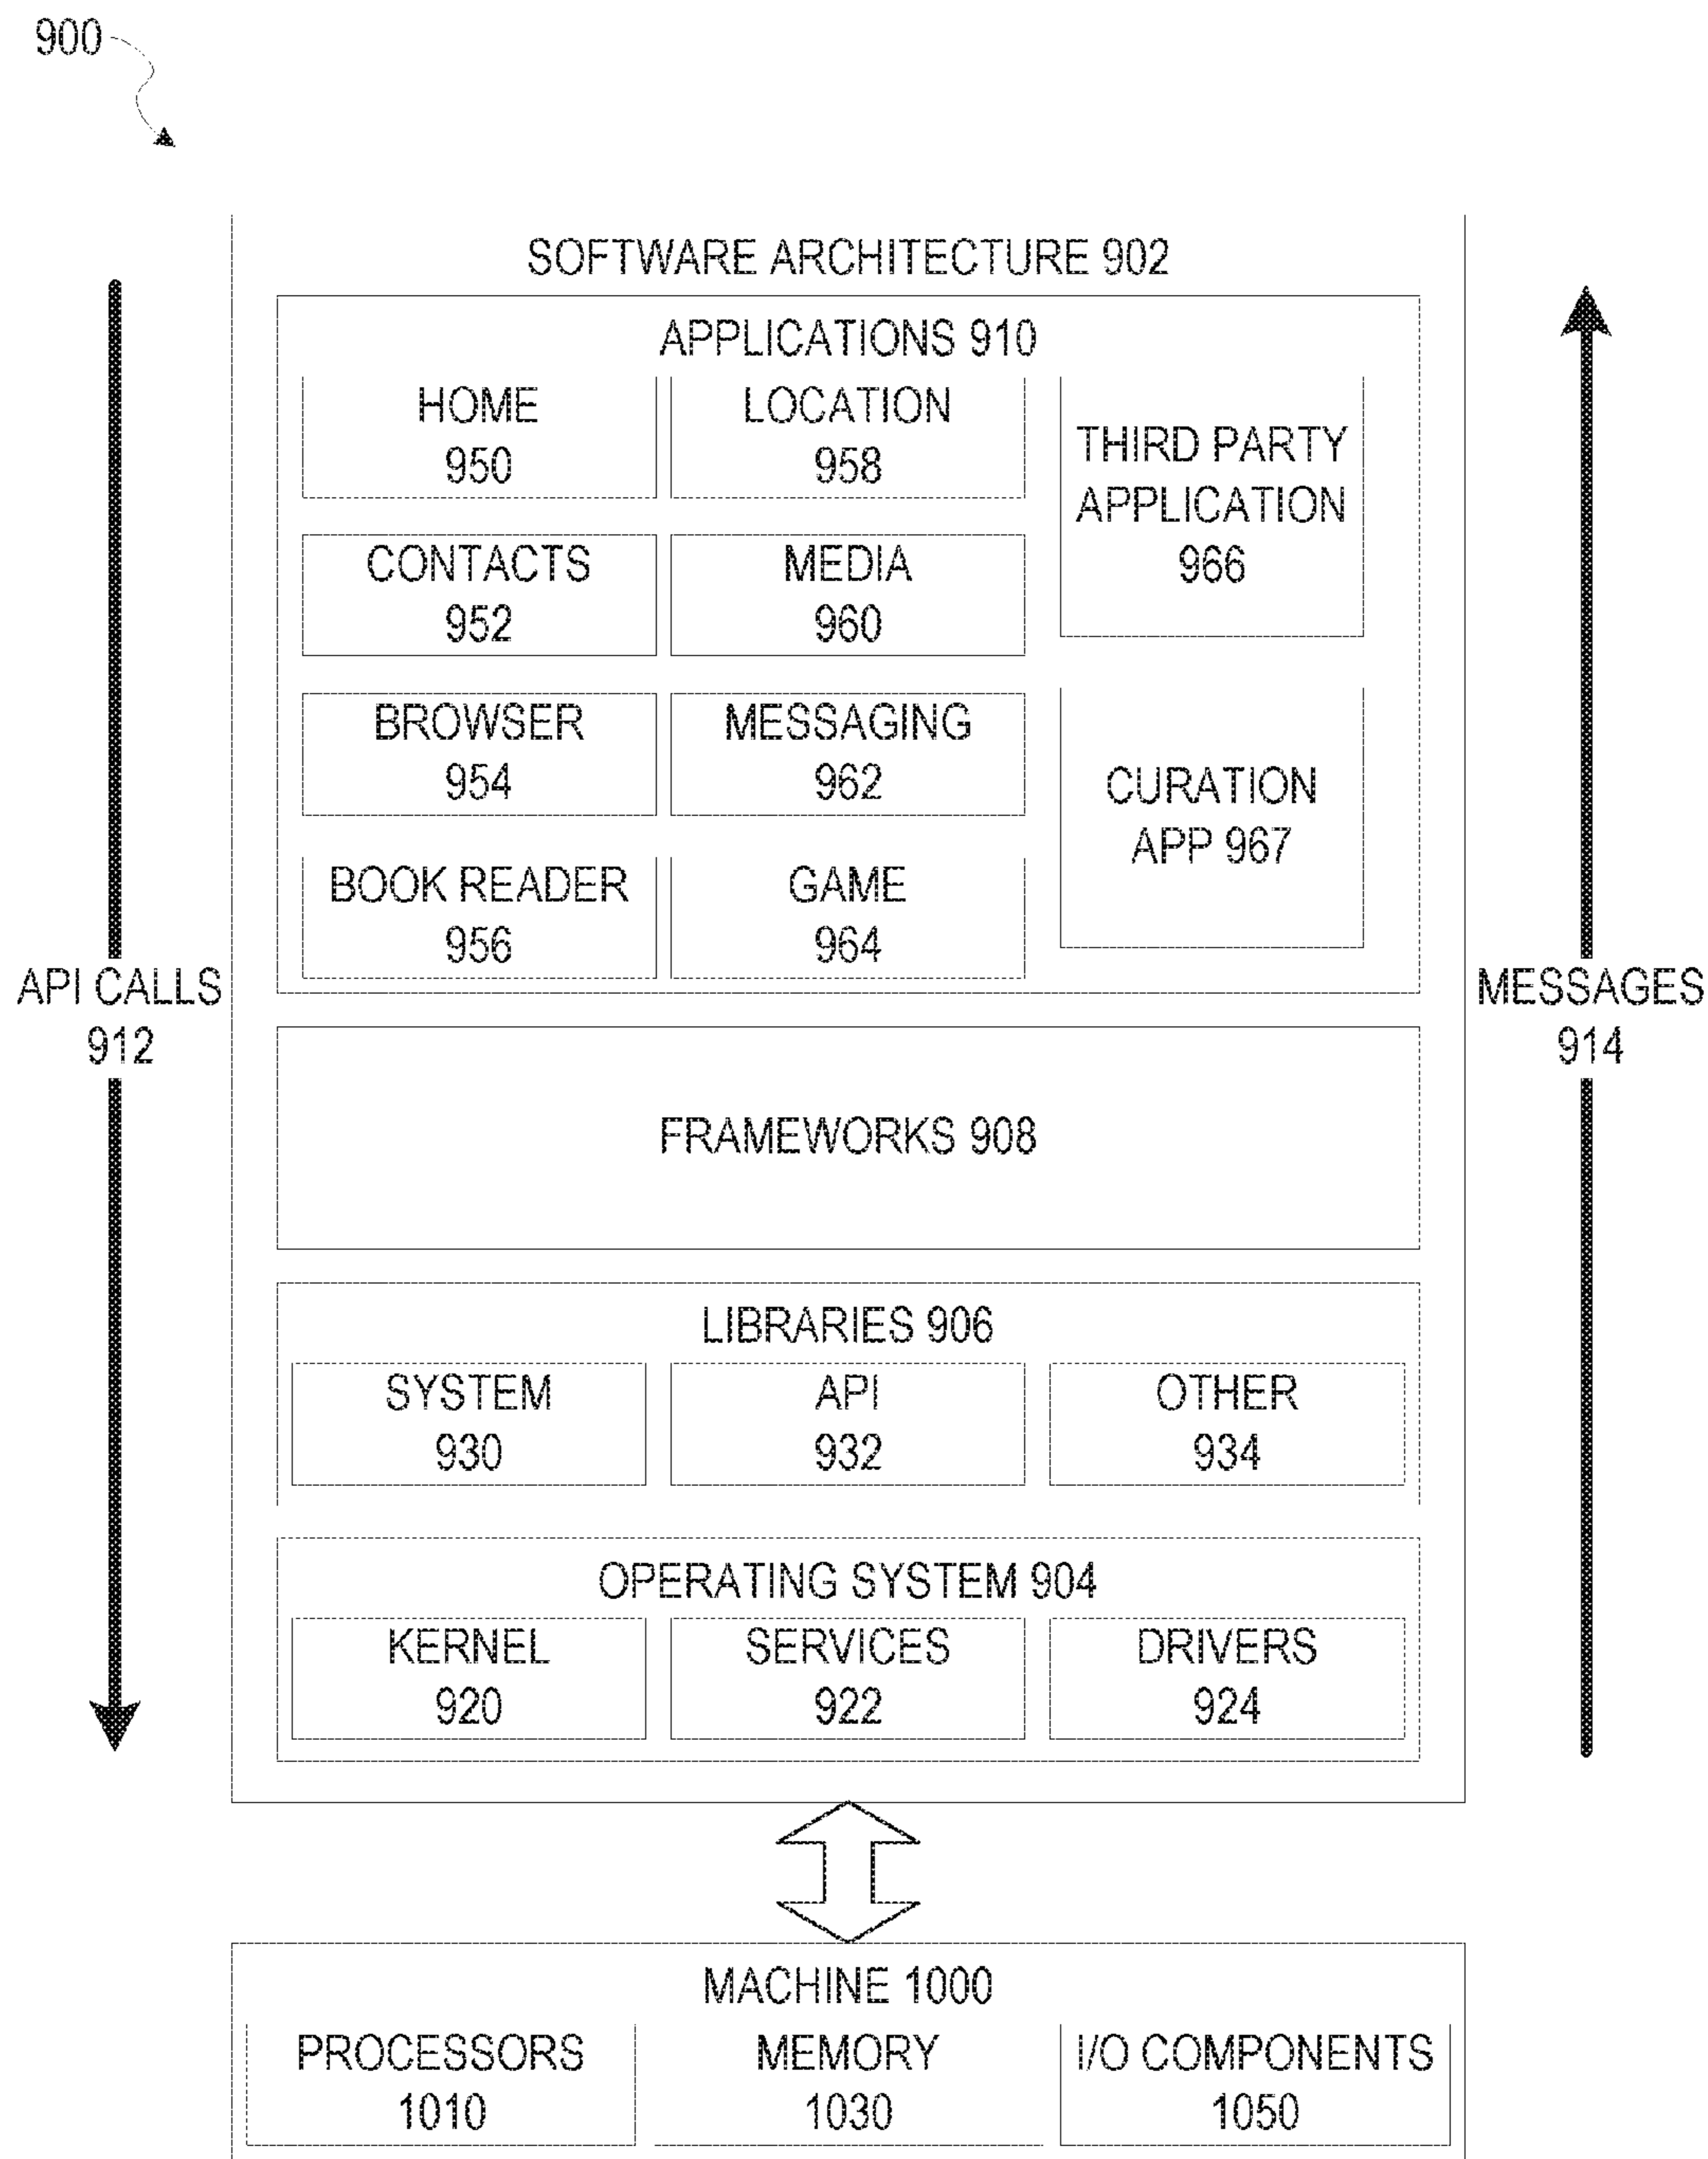 900
SOFTWARE ARCHITECTURE 902
APPLICATIONS 910
HOME
950
LOCATION
958
THIRD PARTY
APPLICATION
966
CONTACTS
952
MEDIA
960
BROWSER
954
MESSAGING
962
CURATION
APP 967
BOOK READER
956
GAME
964
API CALLS
912
MESSAGES
914
FRAMEWORKS 908
LIBRARIES 906
SYSTEM
930
API
932
OTHER
934
OPERATING SYSTEM 904
KERNEL
920
SERVICES
922
DRIVERS
924
MACHINE 1000
PROCESSORS
1010
MEMORY
1030
I/O COMPONENTS
1050